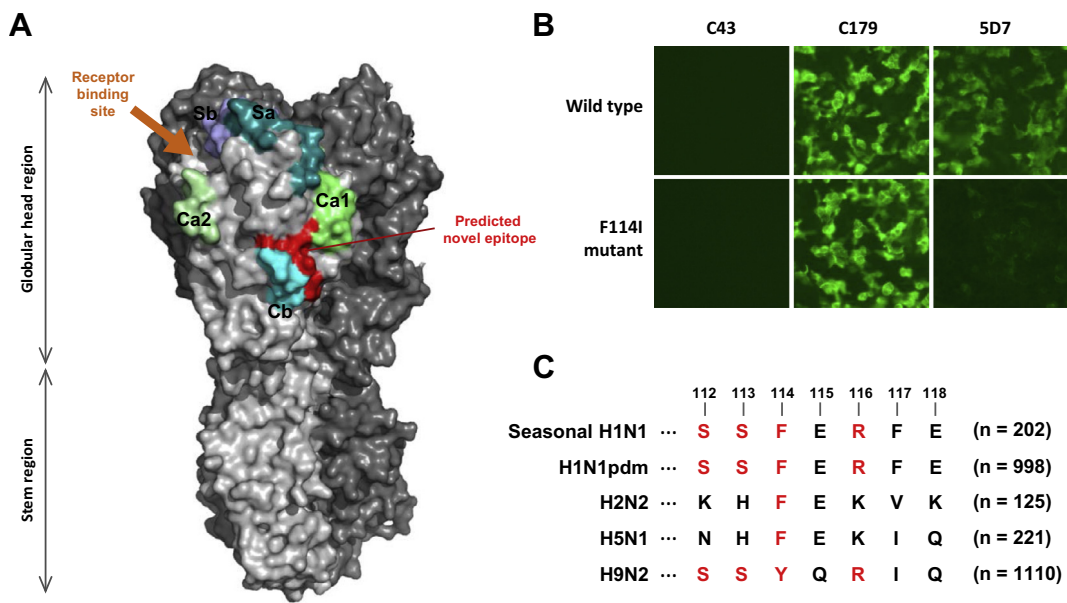 A
Receptor
binding
site
Sb
Sa
Ca2
Ca1
Predicted
novel epitope
Cb
Globular head region
Stem region
B
C43 C179 5D7
Wild type
F114I
mutant
C
112 113 114 115 116 117 118
Seasonal H1N1 ··· S S F E R F E (n = 202)
H1N1pdm ··· S S F E R F E (n = 998)
H2N2 ··· K H F E K V K (n = 125)
H5N1 ··· N H F E K I Q (n = 221)
H9N2 ··· S S Y Q R I Q (n = 1110)